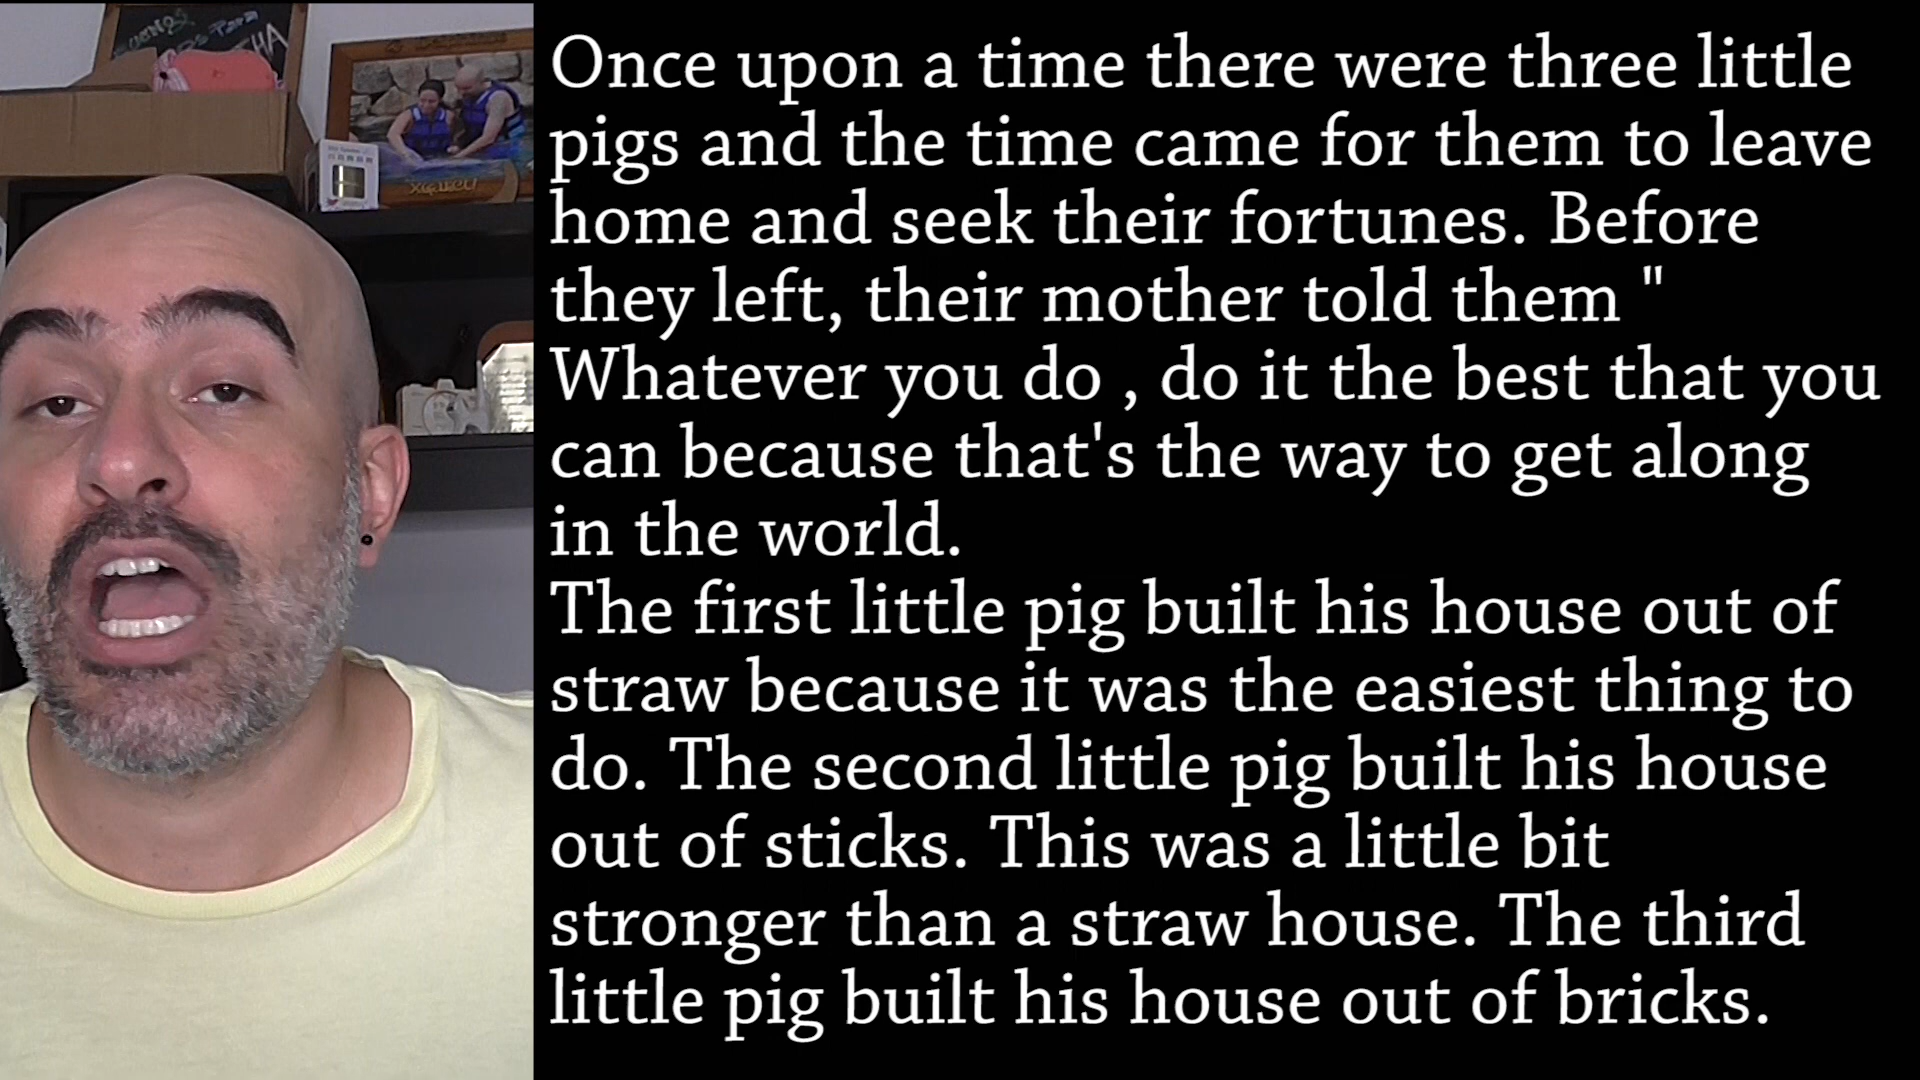 Once upon a time there were three little
pigs and the time came for them to leave
home and seek their fortunes. Before
they left, their mother told them "
Whatever you do , do it the best that you
can because that's the way to get along
in the world.
The first little pig built his house out of
straw because it was the easiest thing to
do. The second little pig built his house
out of sticks. This was a little bit
stronger than a straw house. The third
little pig built his house out of bricks.